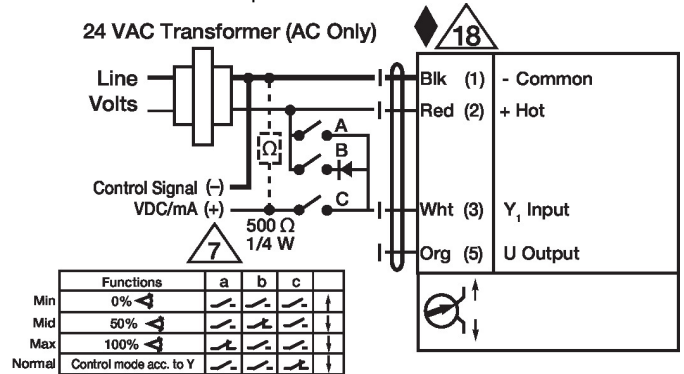 24 VAC Transformer (AC Only)
18
Line
Volts
Blk (1) - Common
Red (2) + Hot
A
Ω
B
Control Signal (–)
VDC/mA (+)
C
Wht (3) Y1 Input
500 Ω
1/4 W
7
Org (5) U Output
Functions a b c
Min 0%
Mid 50%
Max 100%
Normal Control mode acc. to Y